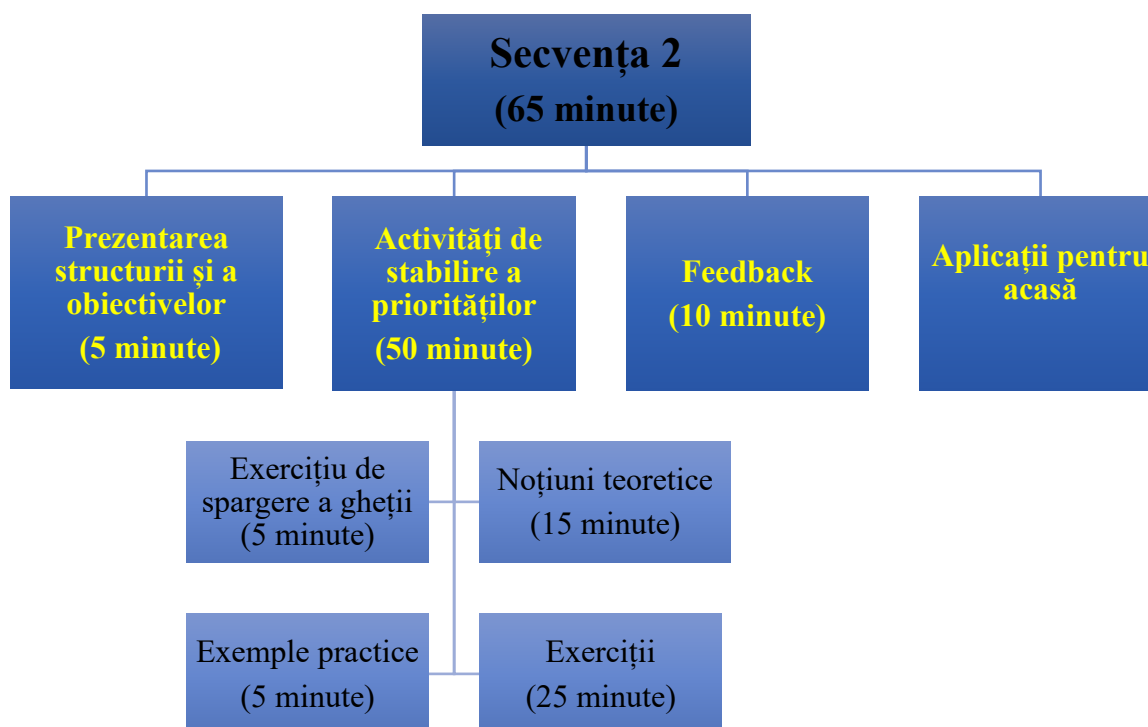 Secvența 2
(65 minute)
Prezentarea
structurii și a
obiectivelor
(5 minute)
Activități de
stabilire a
priorităților
(50 minute)
Feedback
(10 minute)
Aplicații pentru
acasă
Exercițiu de
spargere a gheții
(5 minute)
Noțiuni teoretice
(15 minute)
Exemple practice
(5 minute)
Exerciții
(25 minute)